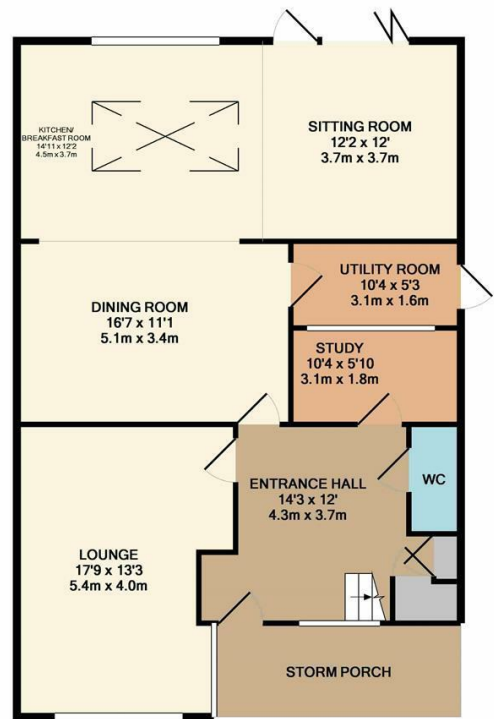 KITCHEN/
BREAKFAST ROOM
14'11 x 12'2
4.5m x 3.7m
SITTING ROOM
12'2 x 12'
3.7m x 3.7m
UTILITY ROOM
10'4 x 5'3
3.1m x 1.6m
DINING ROOM
16'7 x 11'1
5.1m x 3.4m
STUDY
10'4 x 5'10
3.1m x 1.8m
ENTRANCE HALL
14'3 x 12'
4.3m x 3.7m
WC
LOUNGE
17'9 x 13'3
5.4m x 4.0m
STORM PORCH